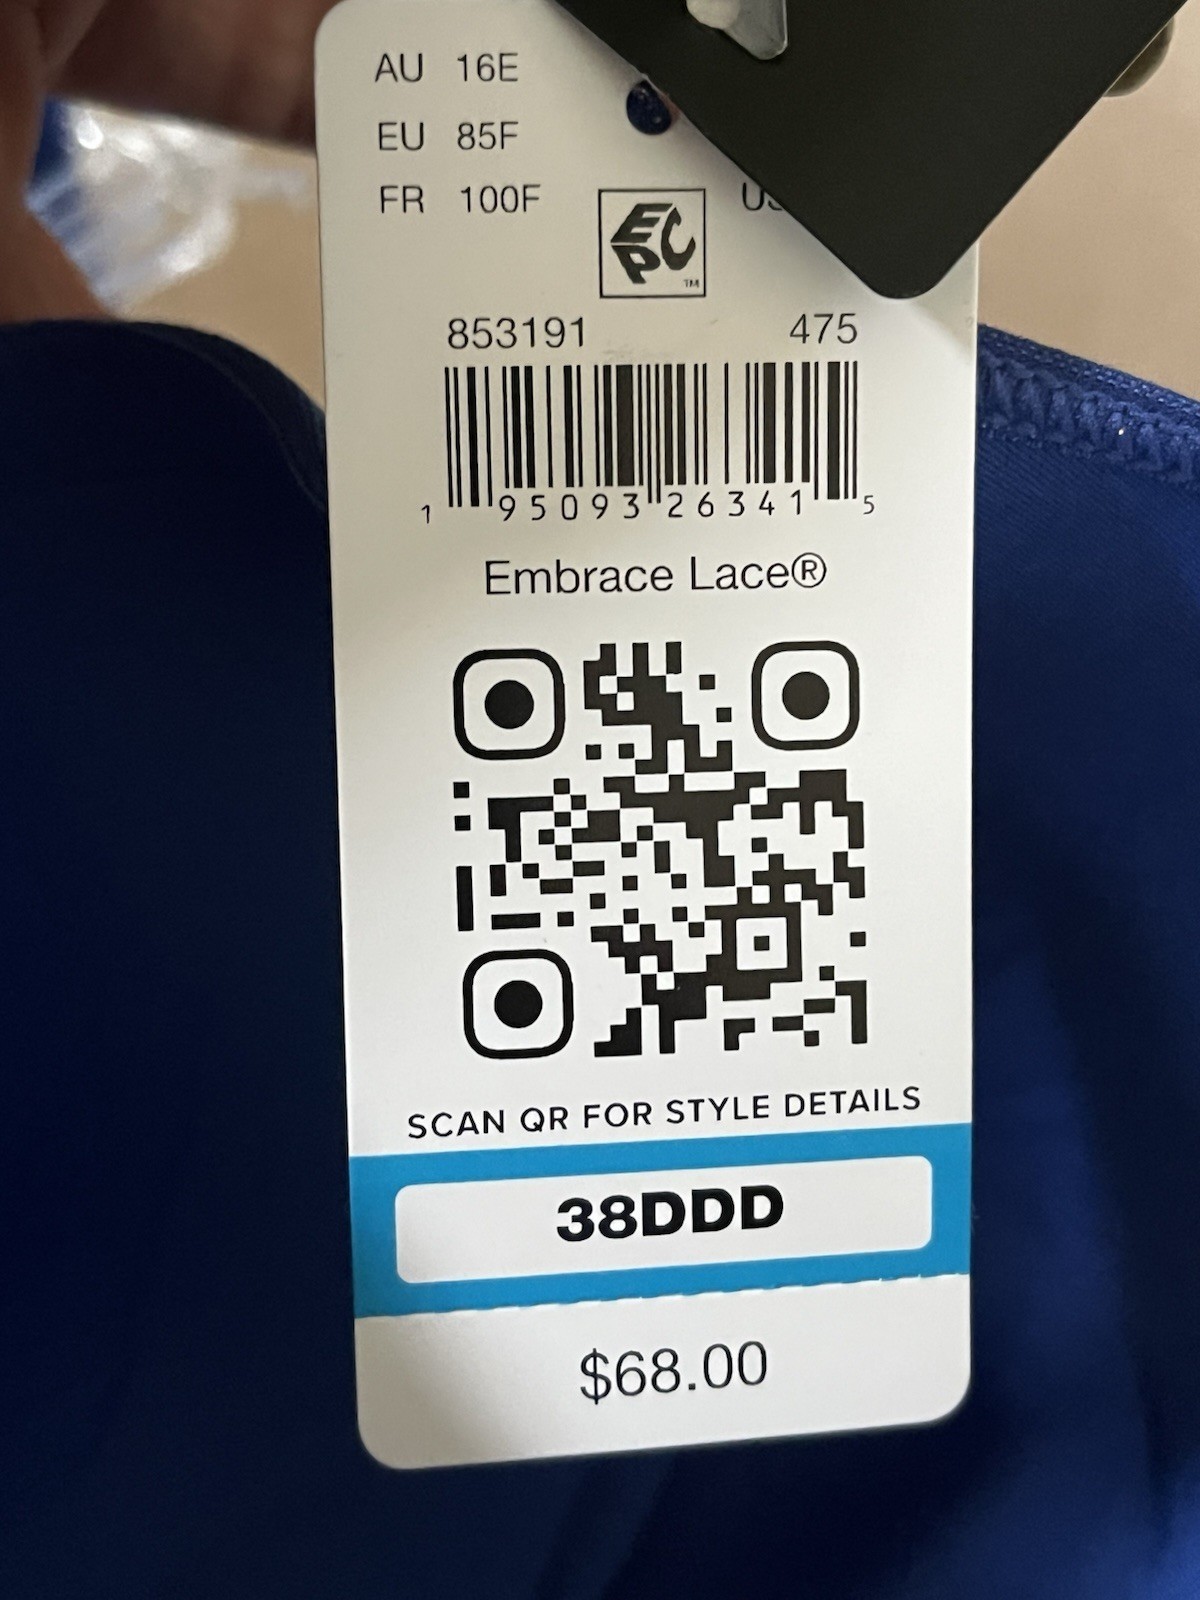 AU 16E
EU 85F
FR 100F
EPC
TM
853191 475
1 95093 26341 5
Embrace Lace®
SCAN QR FOR STYLE DETAILS
38DDD
$68.00